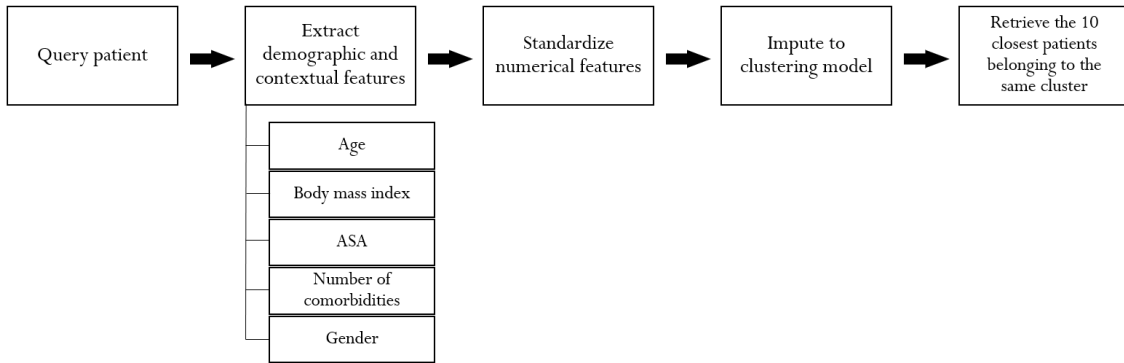 Query patient
Extract
demographic and
contextual features
Standardize
numerical features
Impute to
clustering model
Retrieve the 10
closest patients
belonging to the
same cluster
Age
Body mass index
ASA
Number of
comorbidities
Gender